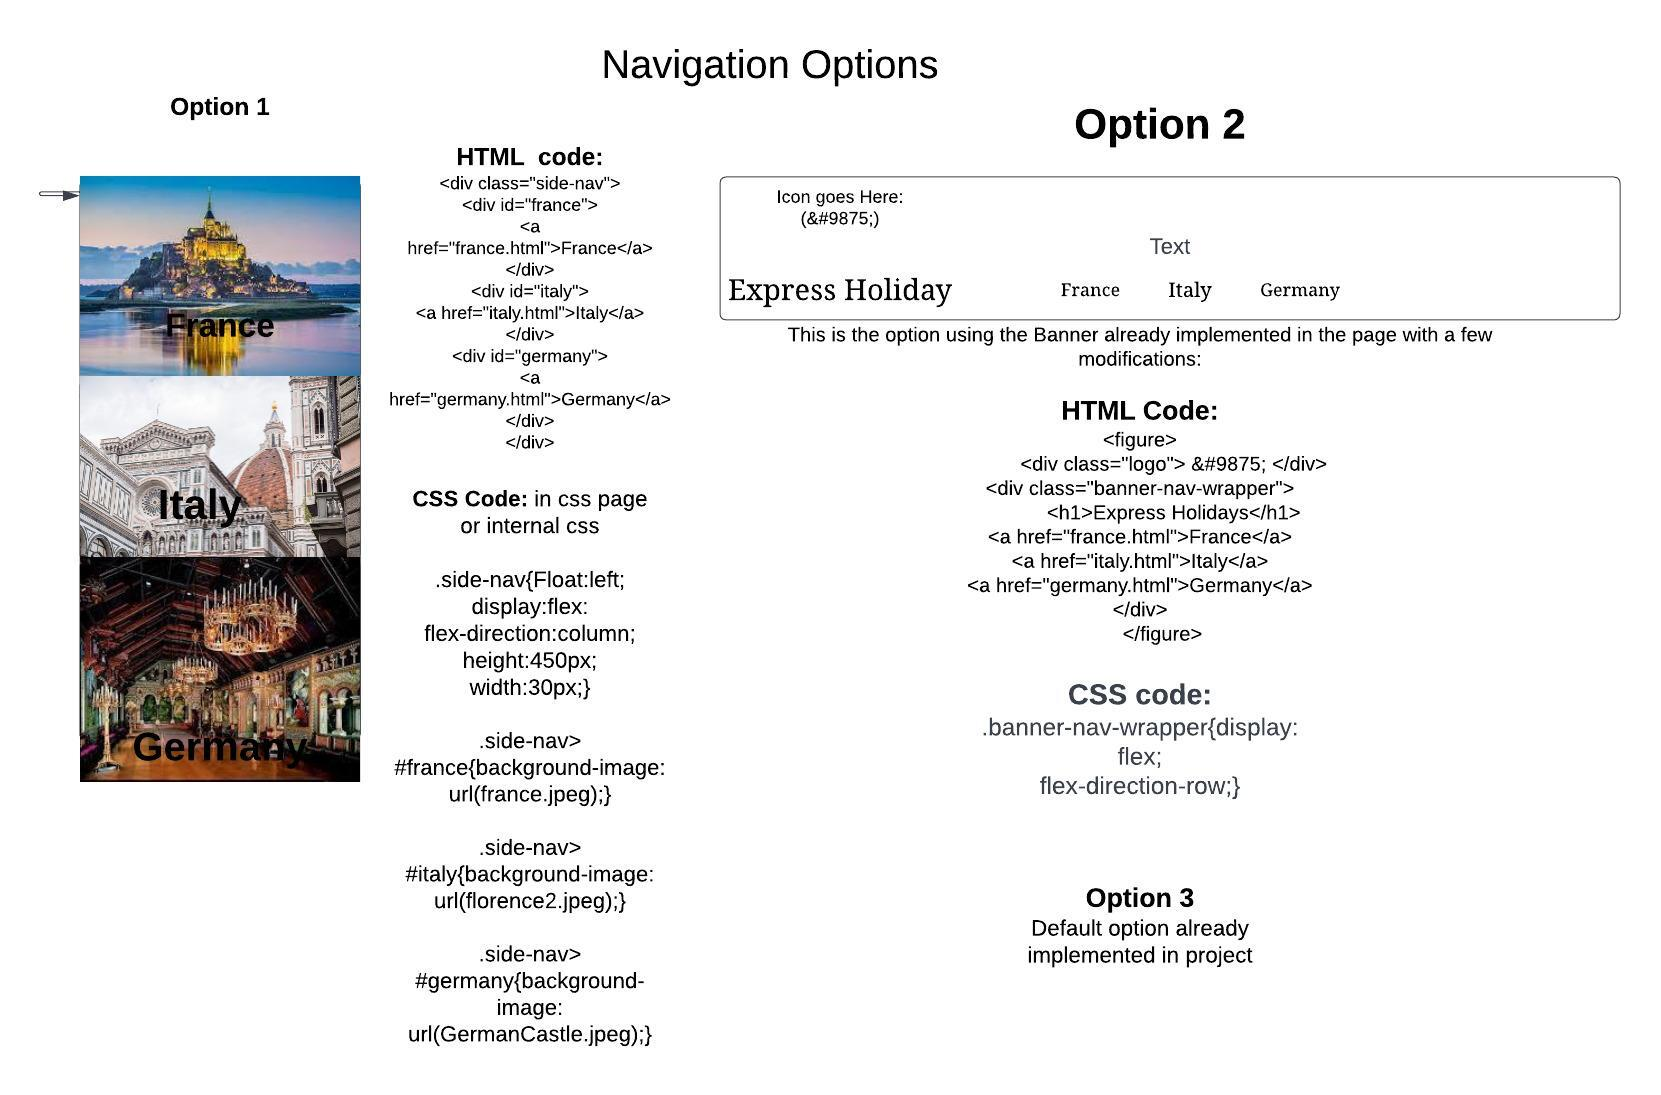 Navigation Options
Option 1
France
Italy
Germany
HTML  code:
<div class="side-nav">
<div id="france">
<a
href="france.html">France</a>
</div>
<div id="italy">
<a href="italy.html">Italy</a>
</div>
<div id="germany">
<a
href="germany.html">Germany</a>
</div>
</div>
CSS Code: in css page
or internal css
.side-nav{Float:left;
display:flex:
flex-direction:column;
height:450px;
width:30px;}
.side-nav>
#france{background-image:
url(france.jpeg);}
.side-nav>
#italy{background-image:
url(florence2.jpeg);}
.side-nav>
#germany{background-
image:
url(GermanCastle.jpeg);}
Option 2
Icon goes Here:
(&#9875;)
Text
Express Holiday France Italy Germany
This is the option using the Banner already implemented in the page with a few
modifications:
HTML Code:
<figure>
<div class="logo"> &#9875; </div>
<div class="banner-nav-wrapper">
<h1>Express Holidays</h1>
<a href="france.html">France</a>
<a href="italy.html">Italy</a>
<a href="germany.html">Germany</a>
</div>
</figure>
CSS code:
.banner-nav-wrapper{display:
flex;
flex-direction-row;}
Option 3
Default option already
implemented in project